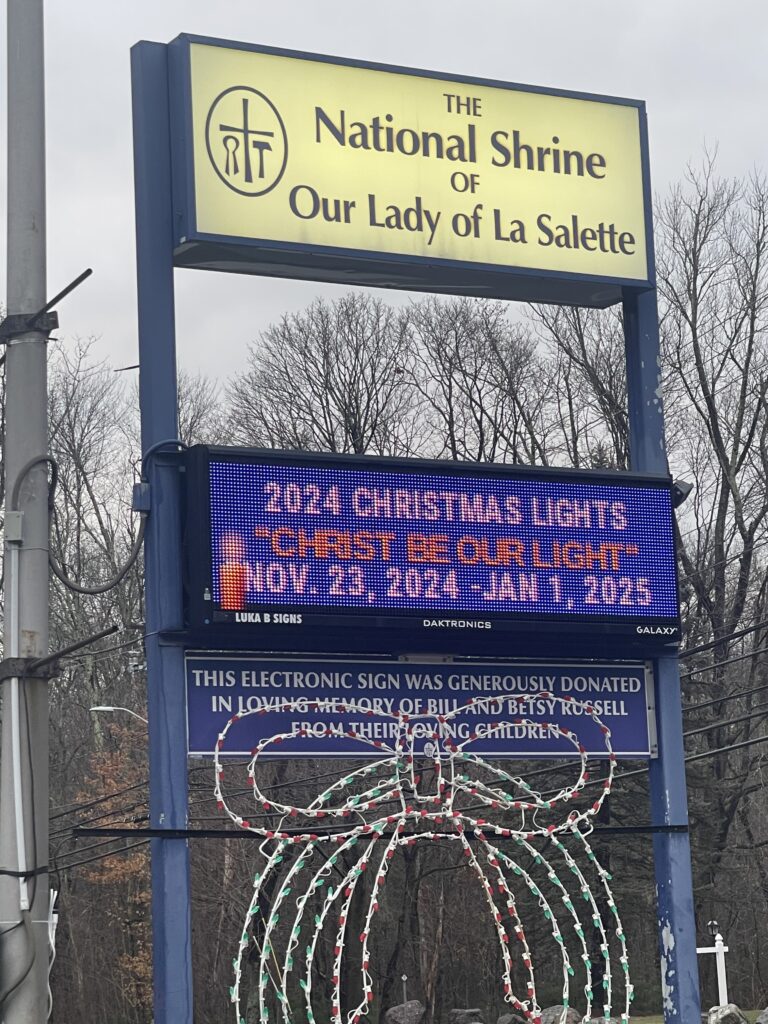 THE
National Shrine
OF
Our Lady of La Salette
2024 CHRISTMAS LIGHTS
"CHRIST BE OUR LIGHT"
NOV. 23, 2024 -JAN 1, 2025
LUKA B SIGNS DAKTRONICS GALAXY
THIS ELECTRONIC SIGN WAS GENEROUSLY DONATED
IN LOVING MEMORY OF BILL AND BETSY RUSSELL
FROM THEIR LOVING CHILDREN